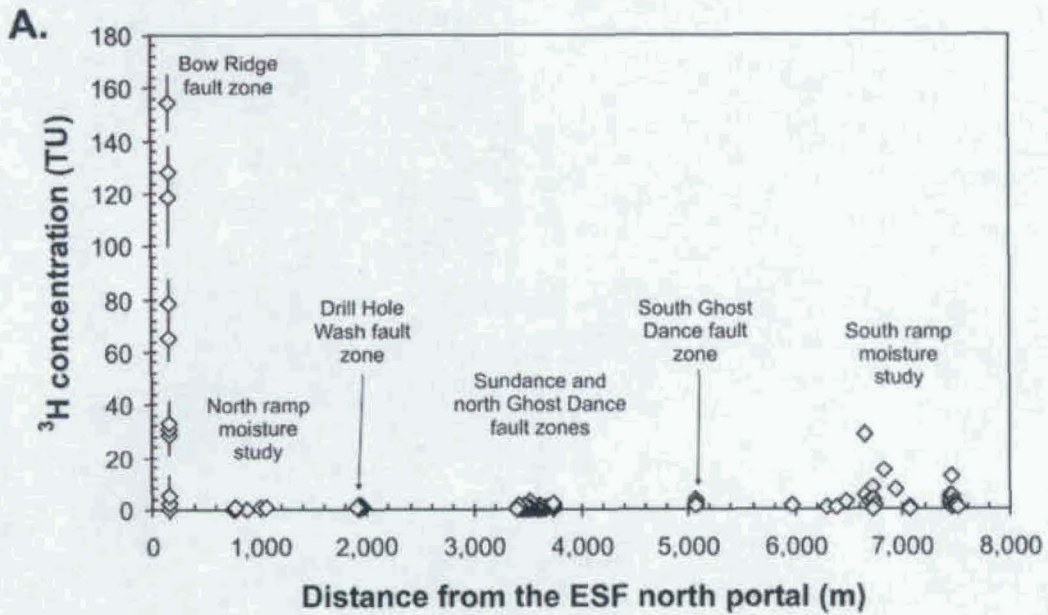 A.
180
160
140
120
100
80
60
40
20
0
³H concentration (TU)
Bow Ridge
fault zone
North ramp
moisture
study
Drill Hole
Wash fault
zone
Sundance and
north Ghost Dance
fault zones
South Ghost
Dance fault
zone
South ramp
moisture
study
0 1,000 2,000 3,000 4,000 5,000 6,000 7,000 8,000
Distance from the ESF north portal (m)